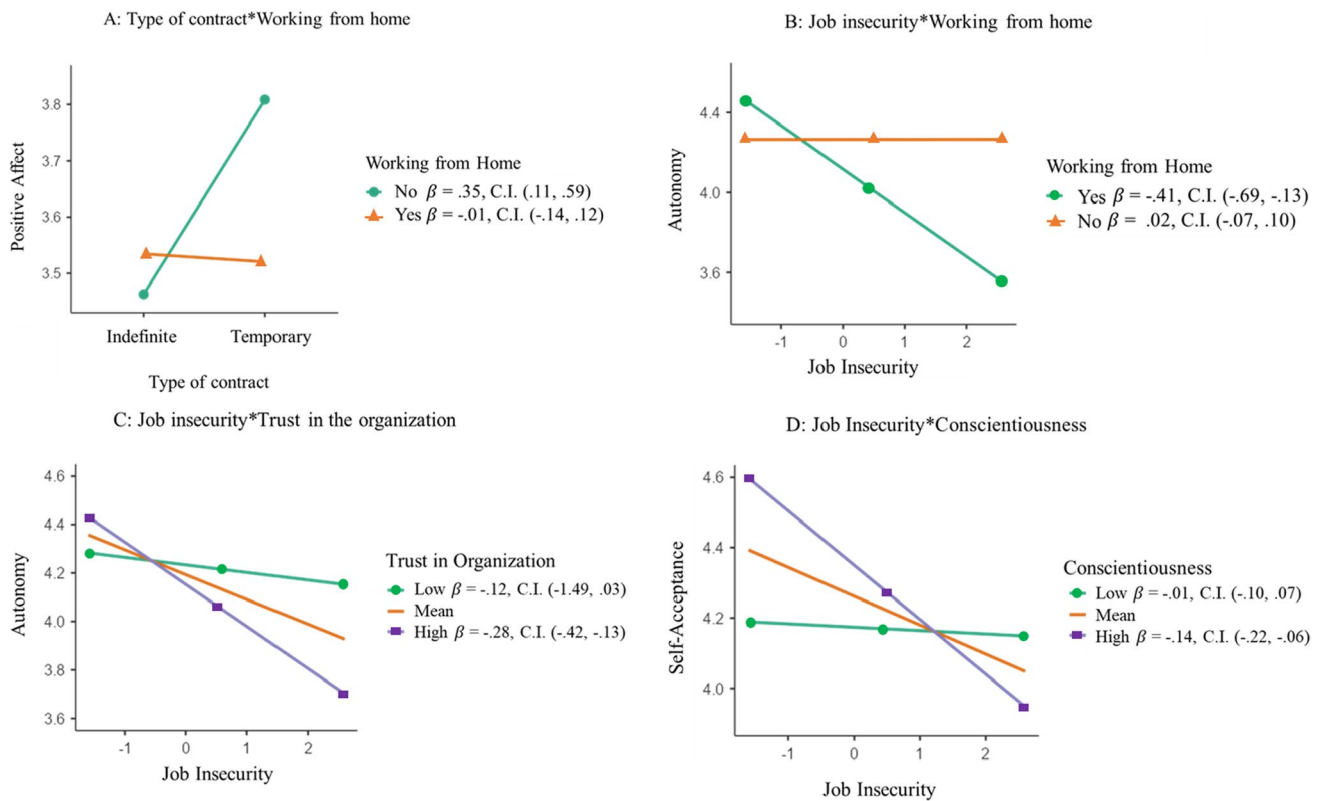 A: Type of contract*Working from home
Positive Affect
3.8
3.7
3.6
3.5
Indefinite Temporary
Type of contract
Working from Home
No β = .35, C.I. (.11, .59)
Yes β = -.01, C.I. (-.14, .12)
B: Job insecurity*Working from home
Autonomy
4.4
4.0
3.6
-1 0 1 2
Job Insecurity
Working from Home
Yes β = -.41, C.I. (-.69, -.13)
No β = .02, C.I. (-.07, .10)
C: Job insecurity*Trust in the organization
Autonomy
4.6
4.4
4.2
4.0
3.8
3.6
-1 0 1 2
Job Insecurity
Trust in Organization
Low β = -.12, C.I. (-1.49, .03)
Mean
High β = -.28, C.I. (-.42, -.13)
D: Job Insecurity*Conscientiousness
Self-Acceptance
4.6
4.4
4.2
4.0
-1 0 1 2
Job Insecurity
Conscientiousness
Low β = -.01, C.I. (-.10, .07)
Mean
High β = -.14, C.I. (-.22, -.06)